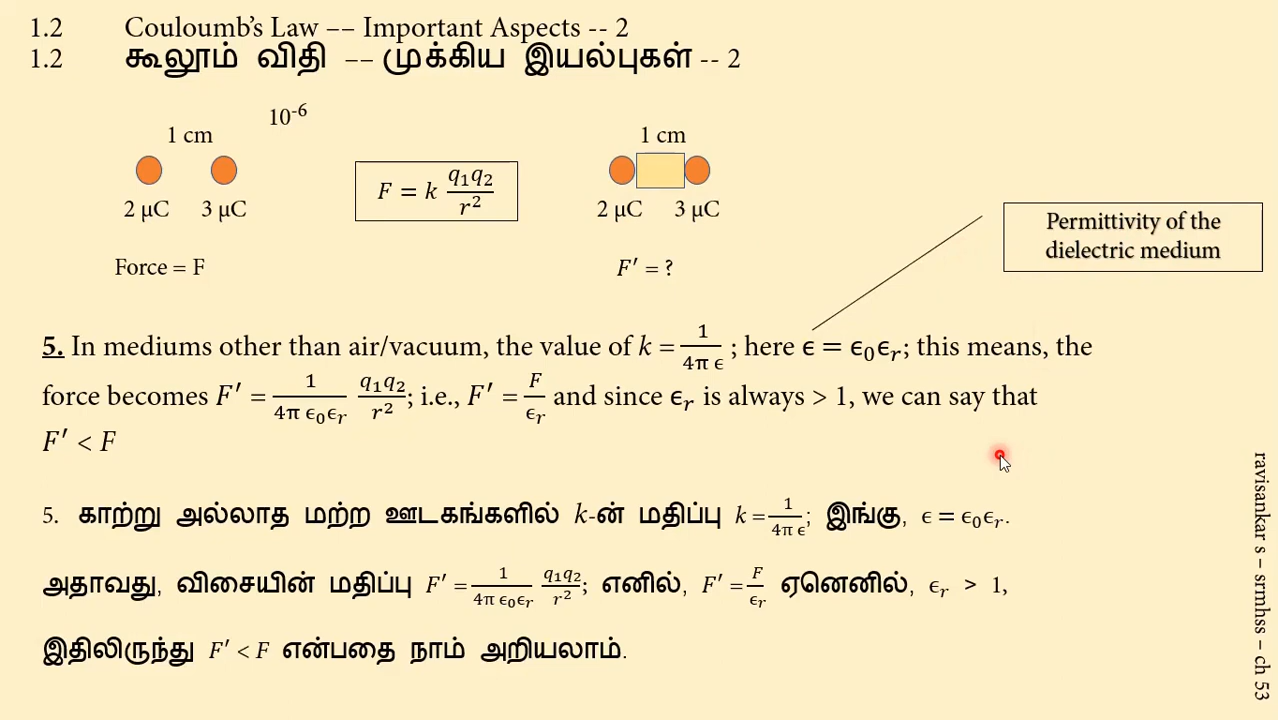 1.2 Couloumb's Law –– Important Aspects -- 2
1.2 கூலூம் விதி –– முக்கிய இயல்புகள் -- 2
10⁻⁶
1 cm
1 cm
F = k q₁q₂/r²
2 µC 3 µC
2 µC 3 µC
Permittivity of the
dielectric medium
Force = F
F′ = ?
5. In mediums other than air/vacuum, the value of k = 1/4π ϵ ; here ϵ = ϵ₀ϵᵣ; this means, the
force becomes F′ = 1/4π ϵ₀ϵᵣ q₁q₂/r²; i.e., F′ = F/ϵᵣ and since ϵᵣ is always > 1, we can say that
F′ < F
5. காற்று அல்லாத மற்ற ஊடகங்களில் k-ன் மதிப்பு k = 1/4π ϵ; இங்கு, ϵ = ϵ₀ϵᵣ.
அதாவது, விசையின் மதிப்பு F′ = 1/4π ϵ₀ϵᵣ q₁q₂/r²; எனில், F′ = F/ϵᵣ ஏனெனில், ϵᵣ > 1,
இதிலிருந்து F′ < F என்பதை நாம் அறியலாம்.
ravisankar s – srmhss – ch 53